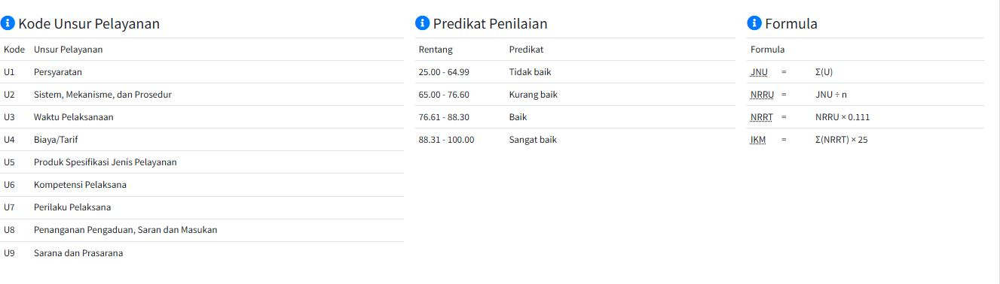 Kode Unsur Pelayanan
Kode Unsur Pelayanan
U1 Persyaratan
U2 Sistem, Mekanisme, dan Prosedur
U3 Waktu Pelaksanaan
U4 Biaya/Tarif
U5 Produk Spesifikasi Jenis Pelayanan
U6 Kompetensi Pelaksana
U7 Perilaku Pelaksana
U8 Penanganan Pengaduan, Saran dan Masukan
U9 Sarana dan Prasarana
Predikat Penilaian
Rentang Predikat
25.00 - 64.99 Tidak baik
65.00 - 76.60 Kurang baik
76.61 - 88.30 Baik
88.31 - 100.00 Sangat baik
Formula
Formula
JNU = Σ(U)
NRRU = JNU ÷ n
NRRT = NRRU × 0.111
IKM = Σ(NRRT) × 25